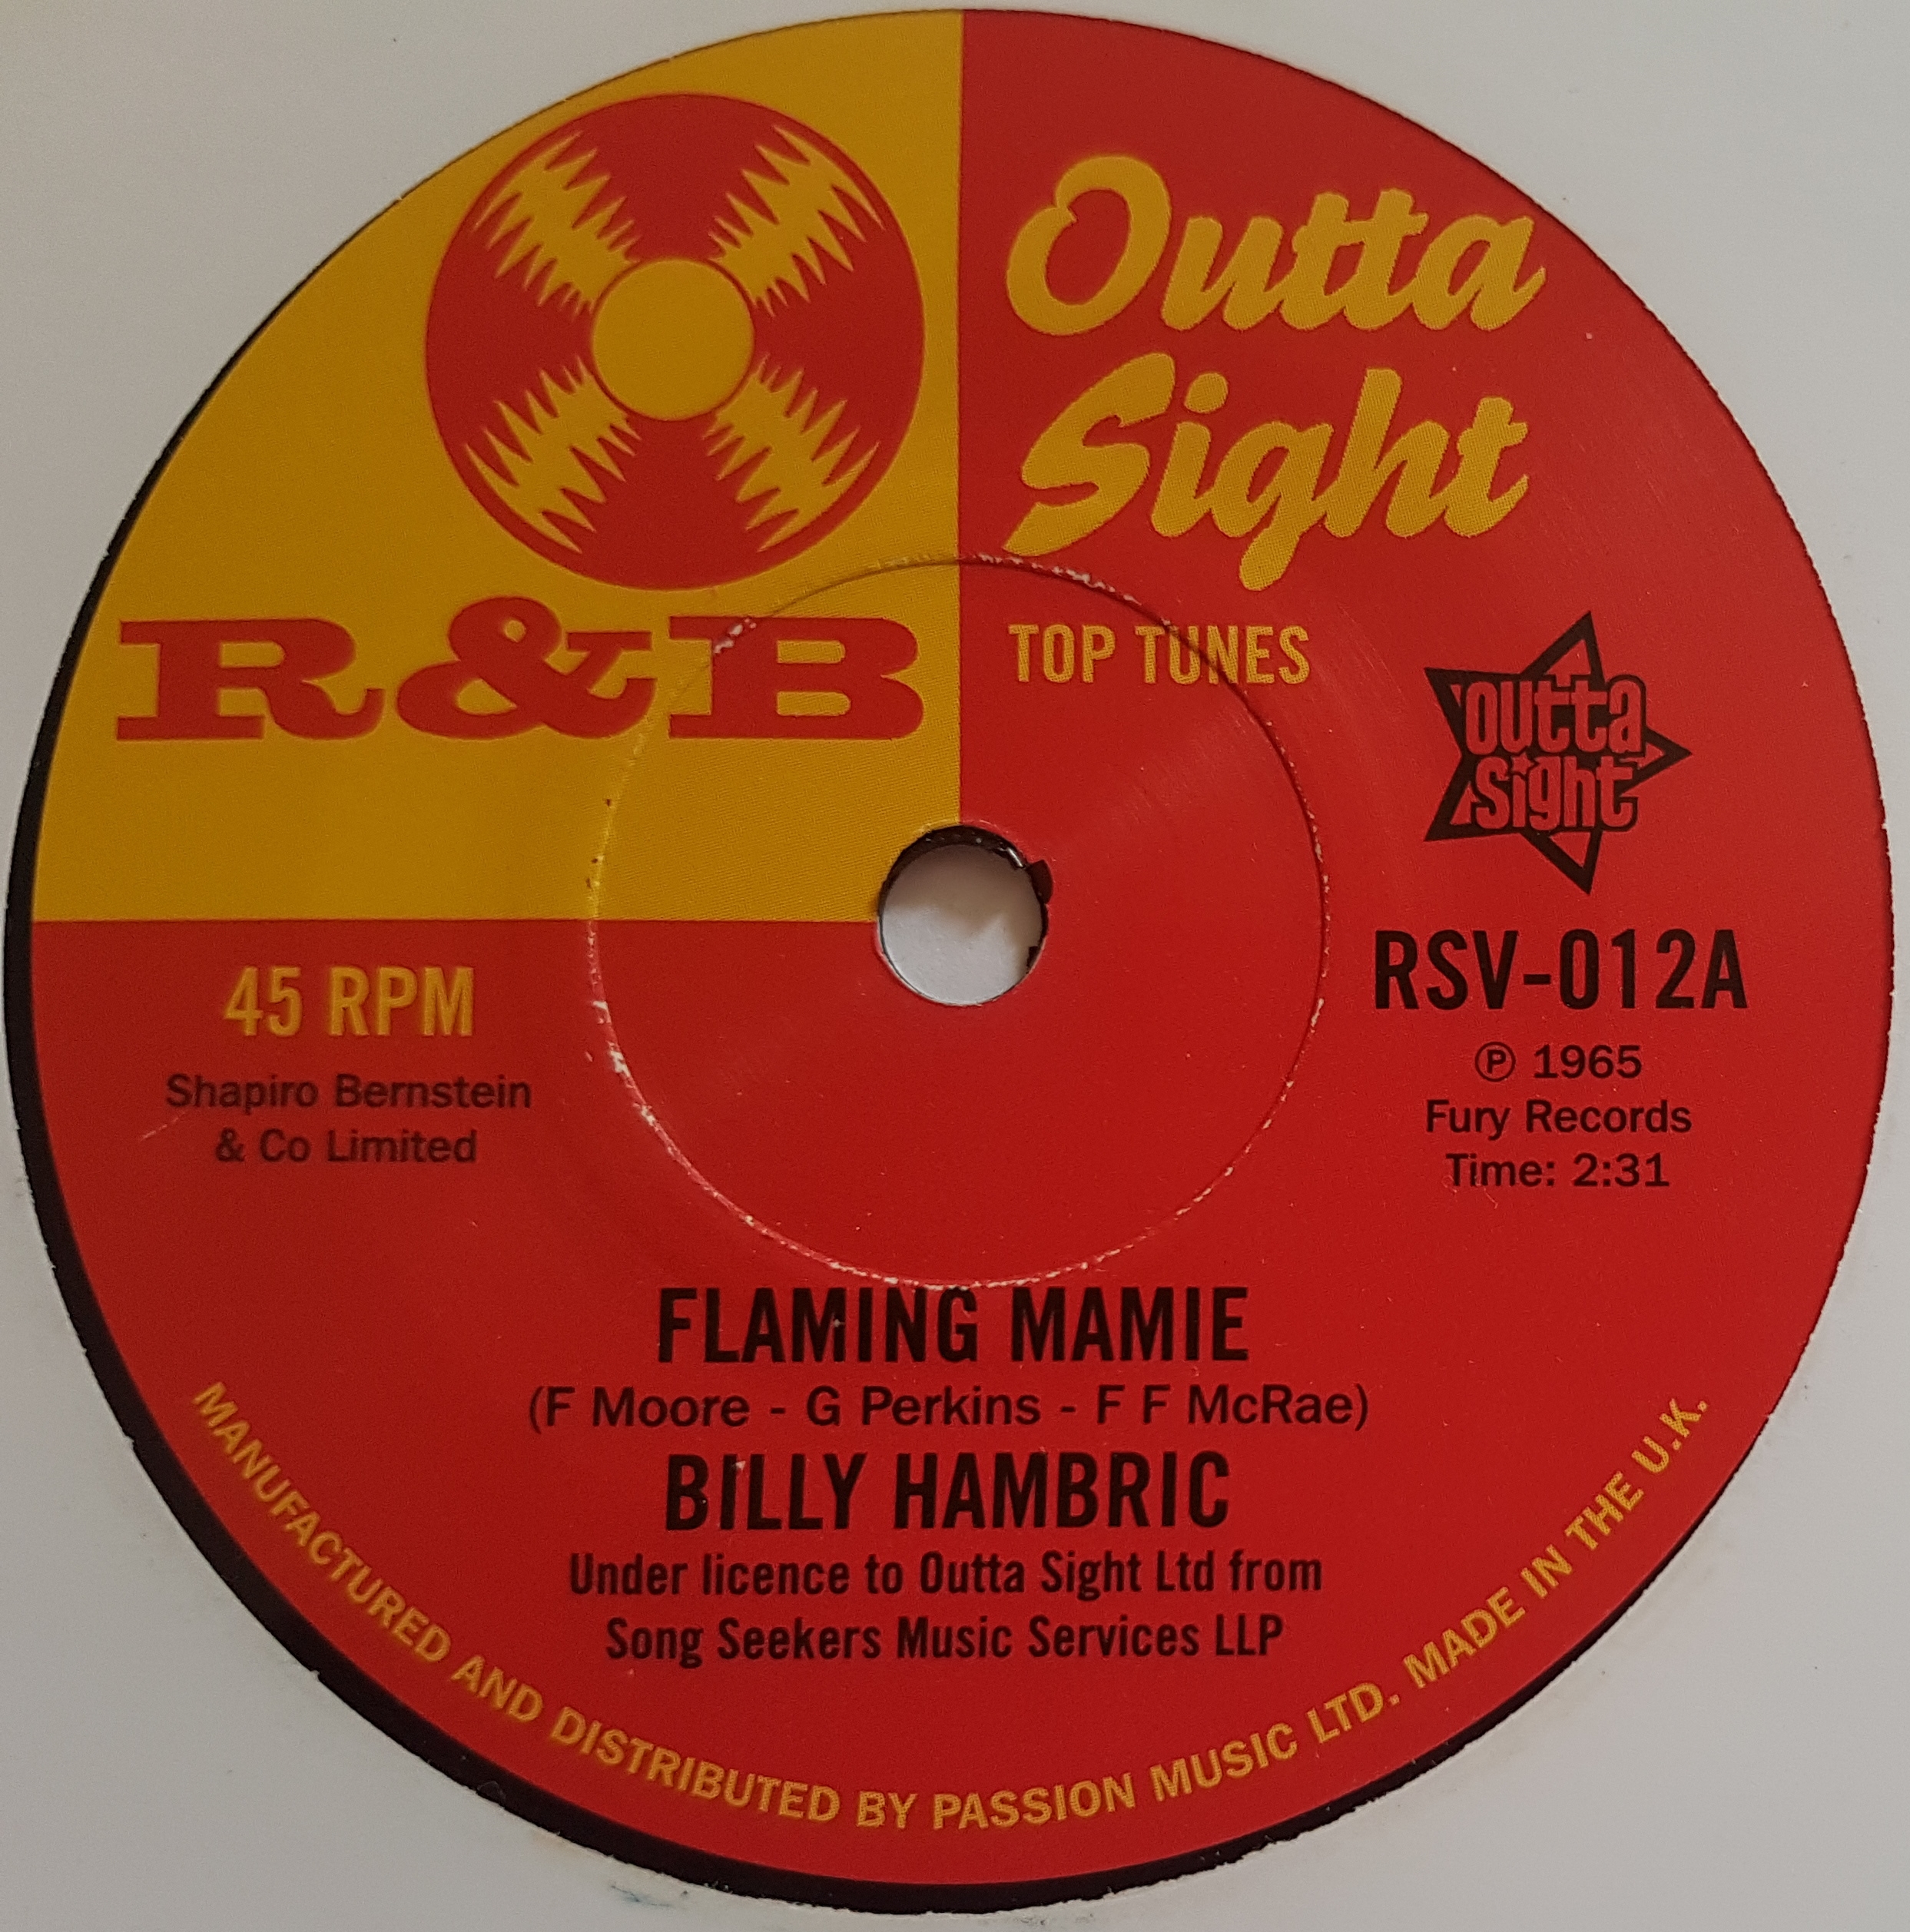 Outta
Sight
R&B
TOP TUNES
outta
sight
45 RPM
Shapiro Bernstein
& Co Limited
RSV-012A
℗ 1965
Fury Records
Time: 2:31
FLAMING MAMIE
(F Moore - G Perkins - F F McRae)
BILLY HAMBRIC
Under licence to Outta Sight Ltd from
Song Seekers Music Services LLP
MANUFACTURED AND DISTRIBUTED BY PASSION MUSIC LTD. MADE IN THE U.K.